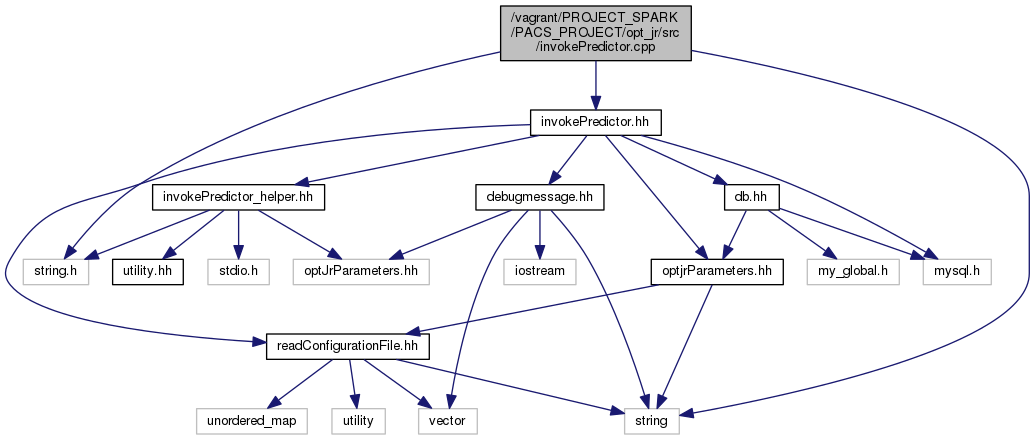 /vagrant/PROJECT_SPARK
/PACS_PROJECT/opt_jr/src
/invokePredictor.cpp
invokePredictor.hh
invokePredictor_helper.hh
debugmessage.hh
db.hh
string.h
utility.hh
stdio.h
optJrParameters.hh
iostream
optjrParameters.hh
my_global.h
mysql.h
readConfigurationFile.hh
unordered_map
utility
vector
string